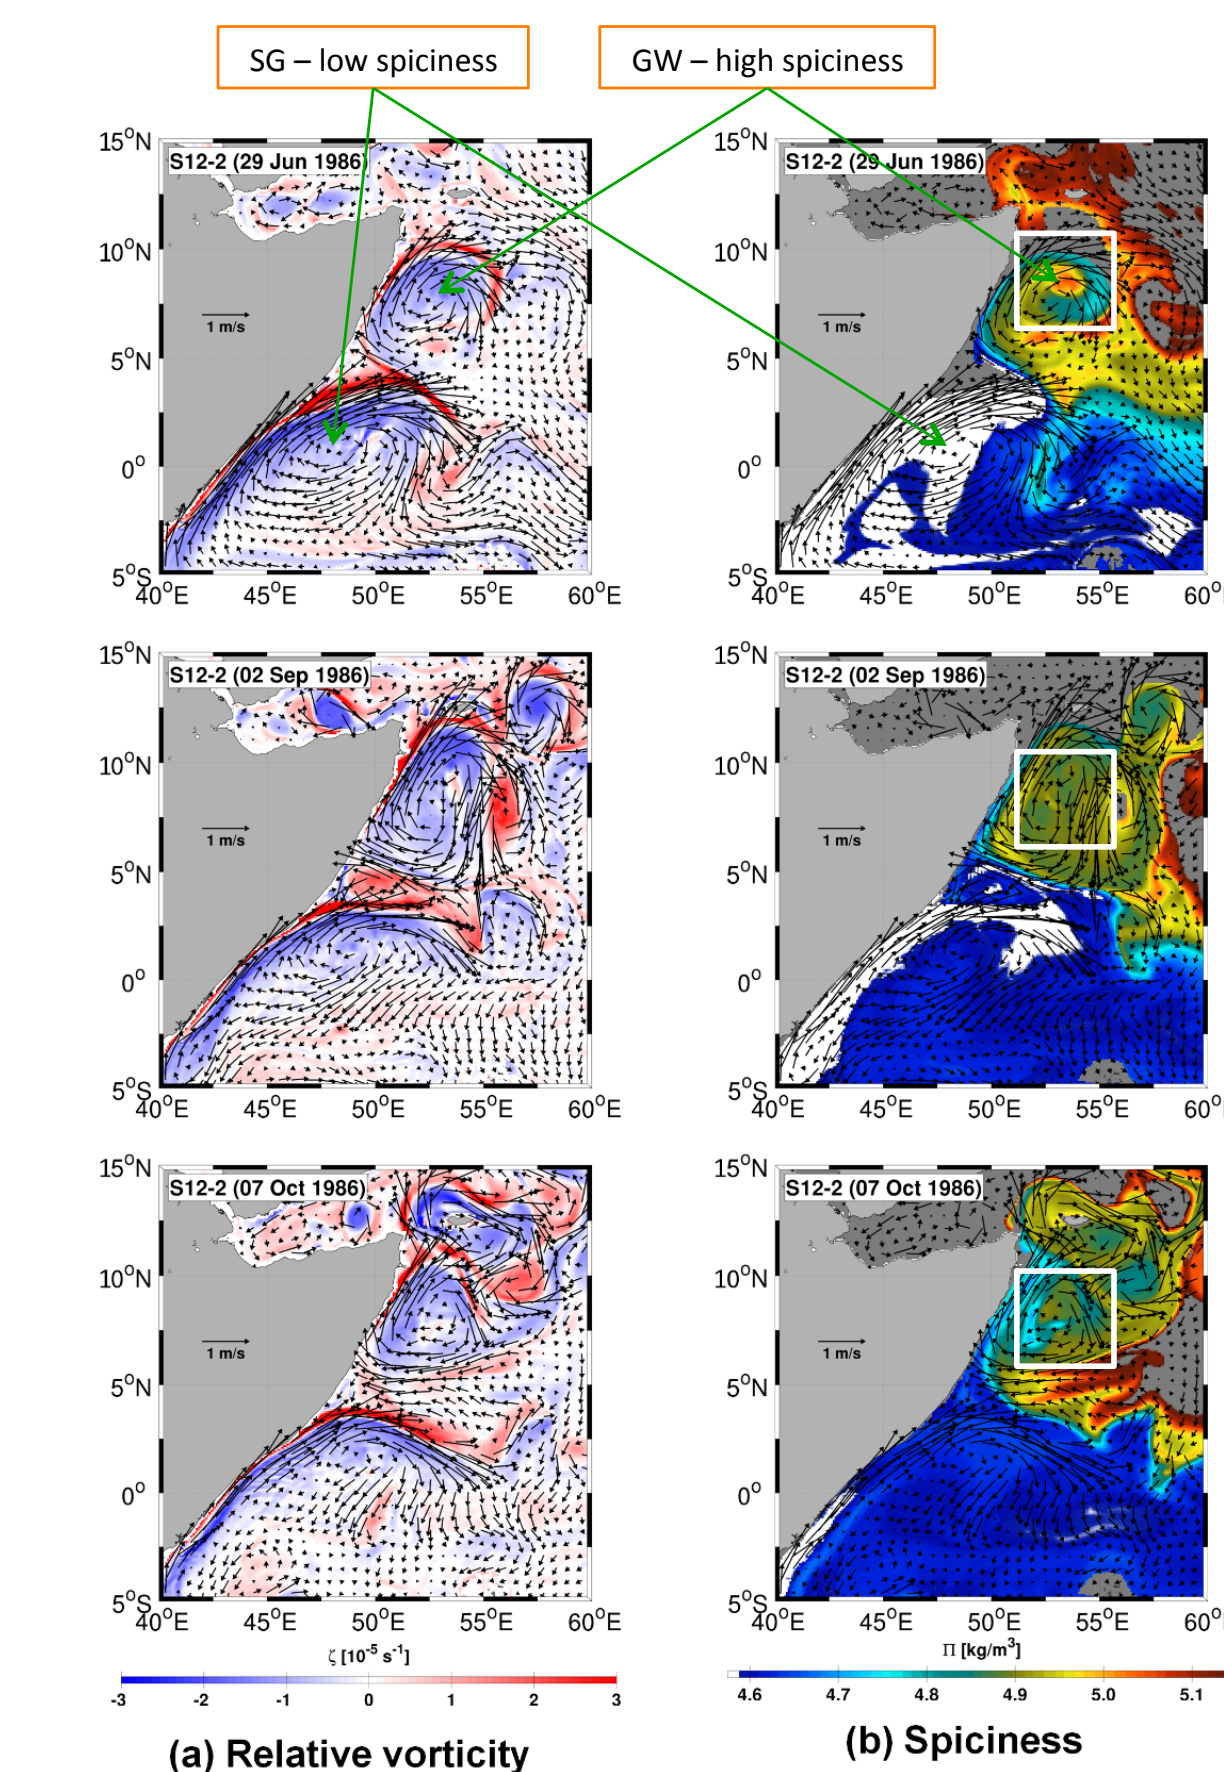 SG – low spiciness
GW – high spiciness
15°N
S12-2 (29 Jun 1986)
10°N
1 m/s
5°N
0°
5°S
40°E 45°E 50°E 55°E 60°E
15°N
S12-2 (29 Jun 1986)
10°N
1 m/s
5°N
0°
5°S
40°E 45°E 50°E 55°E 60°
15°N
S12-2 (02 Sep 1986)
10°N
1 m/s
5°N
0°
5°S
40°E 45°E 50°E 55°E 60°E
15°N
S12-2 (02 Sep 1986)
10°N
1 m/s
5°N
0°
5°S
40°E 45°E 50°E 55°E 60°
15°N
S12-2 (07 Oct 1986)
10°N
1 m/s
5°N
0°
5°S
40°E 45°E 50°E 55°E 60°E
ζ [10⁻⁵ s⁻¹]
-3 -2 -1 0 1 2 3
(a) Relative vorticity
15°N
S12-2 (07 Oct 1986)
10°N
1 m/s
5°N
0°
5°S
40°E 45°E 50°E 55°E 60°
Π [kg/m³]
4.6 4.7 4.8 4.9 5.0 5.1
(b) Spiciness